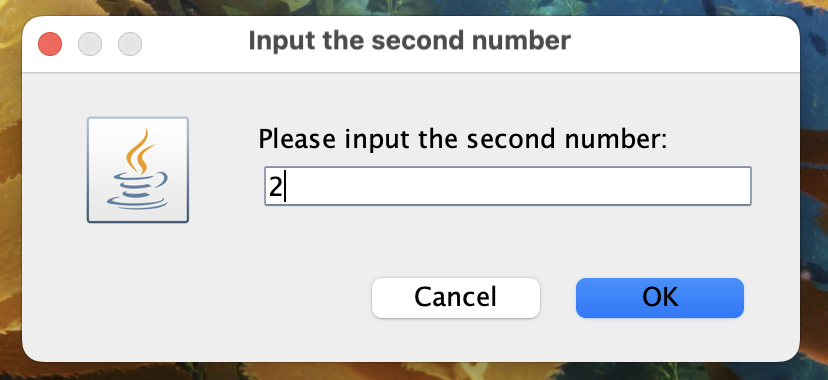 Input the second number
Please input the second number:
2
Cancel
OK